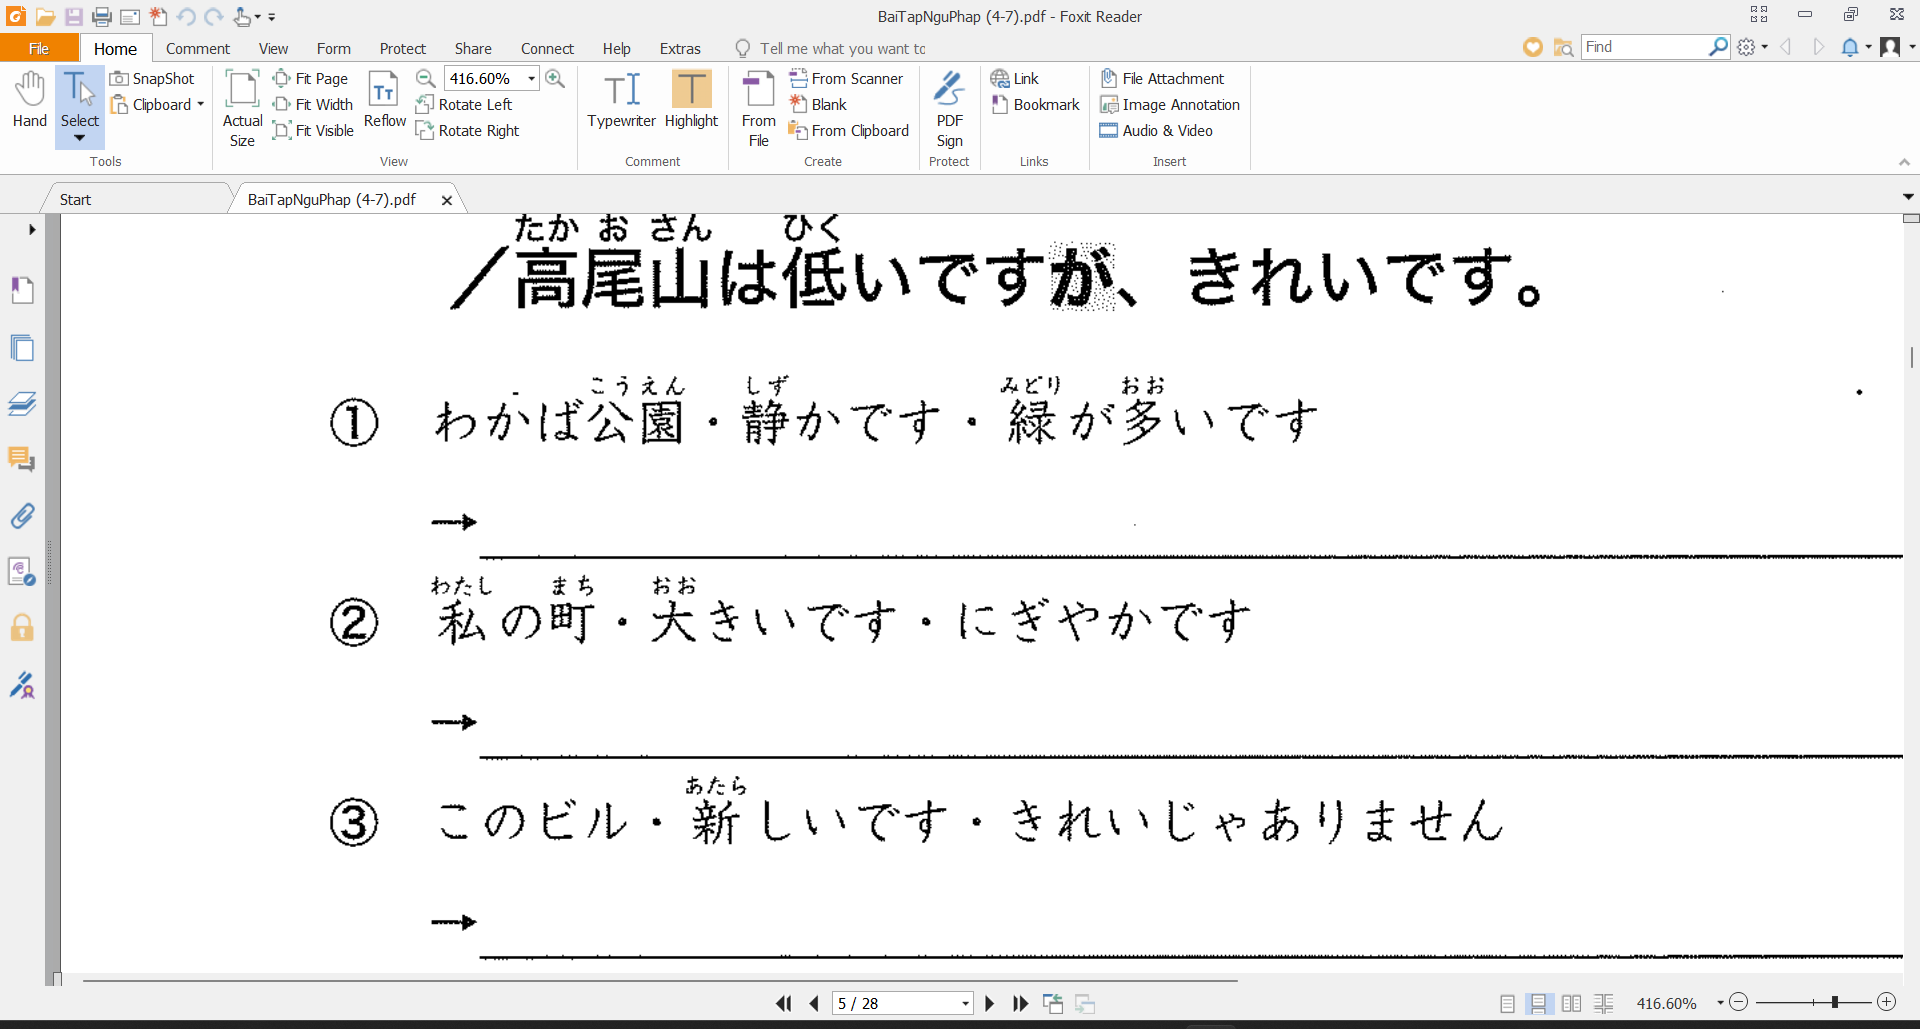 BaiTapNguPhap (4-7).pdf - Foxit Reader
File Home Comment View Form Protect Share Connect Help Extras Tell me what you want to Find
Hand Select SnapShot Clipboard Actual Size Fit Page Fit Width Fit Visible Reflow 416.60% Rotate Left Rotate Right Typewriter Highlight From File From Scanner Blank From Clipboard PDF Sign Link Bookmark File Attachment Image Annotation Audio & Video
Tools View Comment Create Protect Links Insert
Start BaiTapNguPhap (4-7).pdf
たか お さん ひく
／高尾山は低いですが、きれいです。
こうえん しず みどり おお
① わかば公園・静かです・緑が多いです
→
わたし まち おお
② 私の町・大きいです・にぎやかです
→
あたら
③ このビル・新しいです・きれいじゃありません
→
5 / 28 416.60%